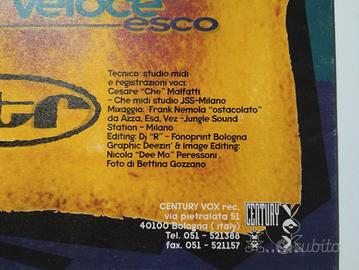 veloce
esco
Tecnico studio midi
e registrazioni voci:
Cesare "Che" Malfatti
- Che midi studio JSS-Milano
Mixaggio: Frank Nemola "ostacolato"
da Azza, Esa, Vez -Jungle Sound
Station - Milano
Editing: Dj "R" - Fonoprint Bologna
Graphic Deezin' & Image Editing:
Nicola "Dee Mo" Peressoni .
Foto di Bettina Gozzano
CENTURY VOX rec.
via pietralata 51
40100 Bologna ( Italy)
Tel. 051 - 521388
fax. 051 - 521157
CENTURY
VOX
subito